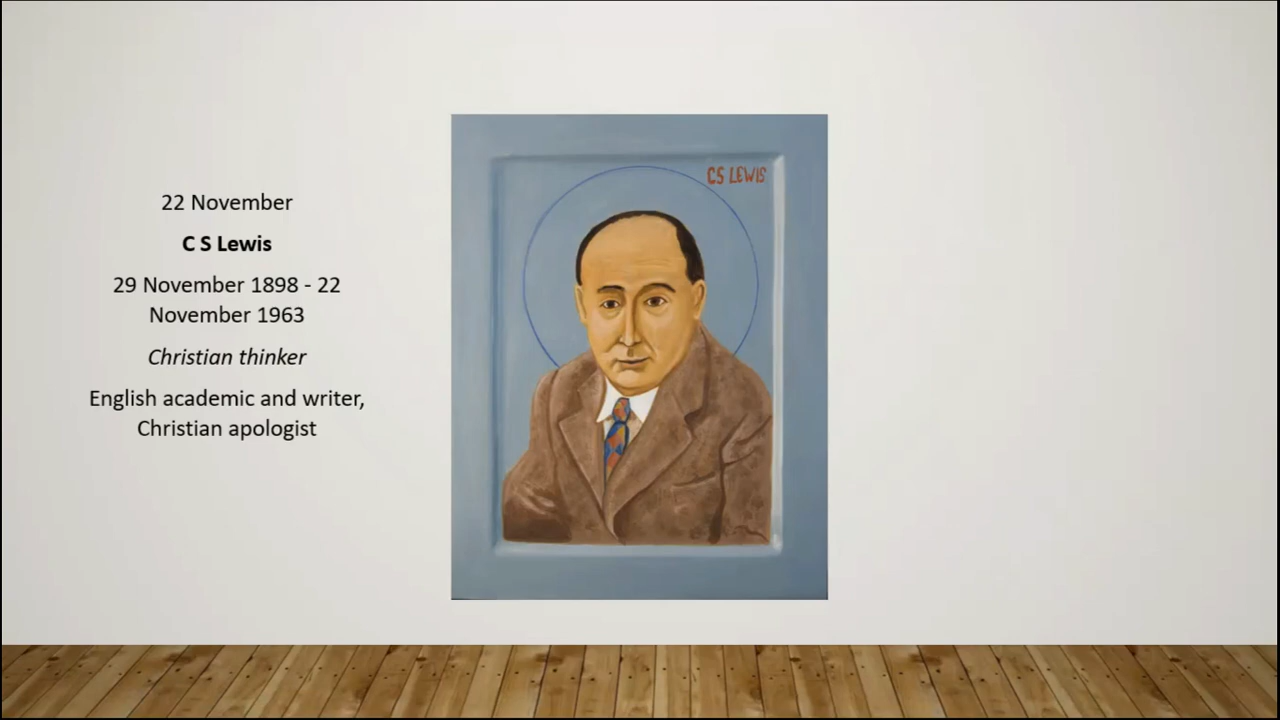 22 November
C S Lewis
29 November 1898 - 22
November 1963
Christian thinker
English academic and writer,
Christian apologist
CS LEWIS